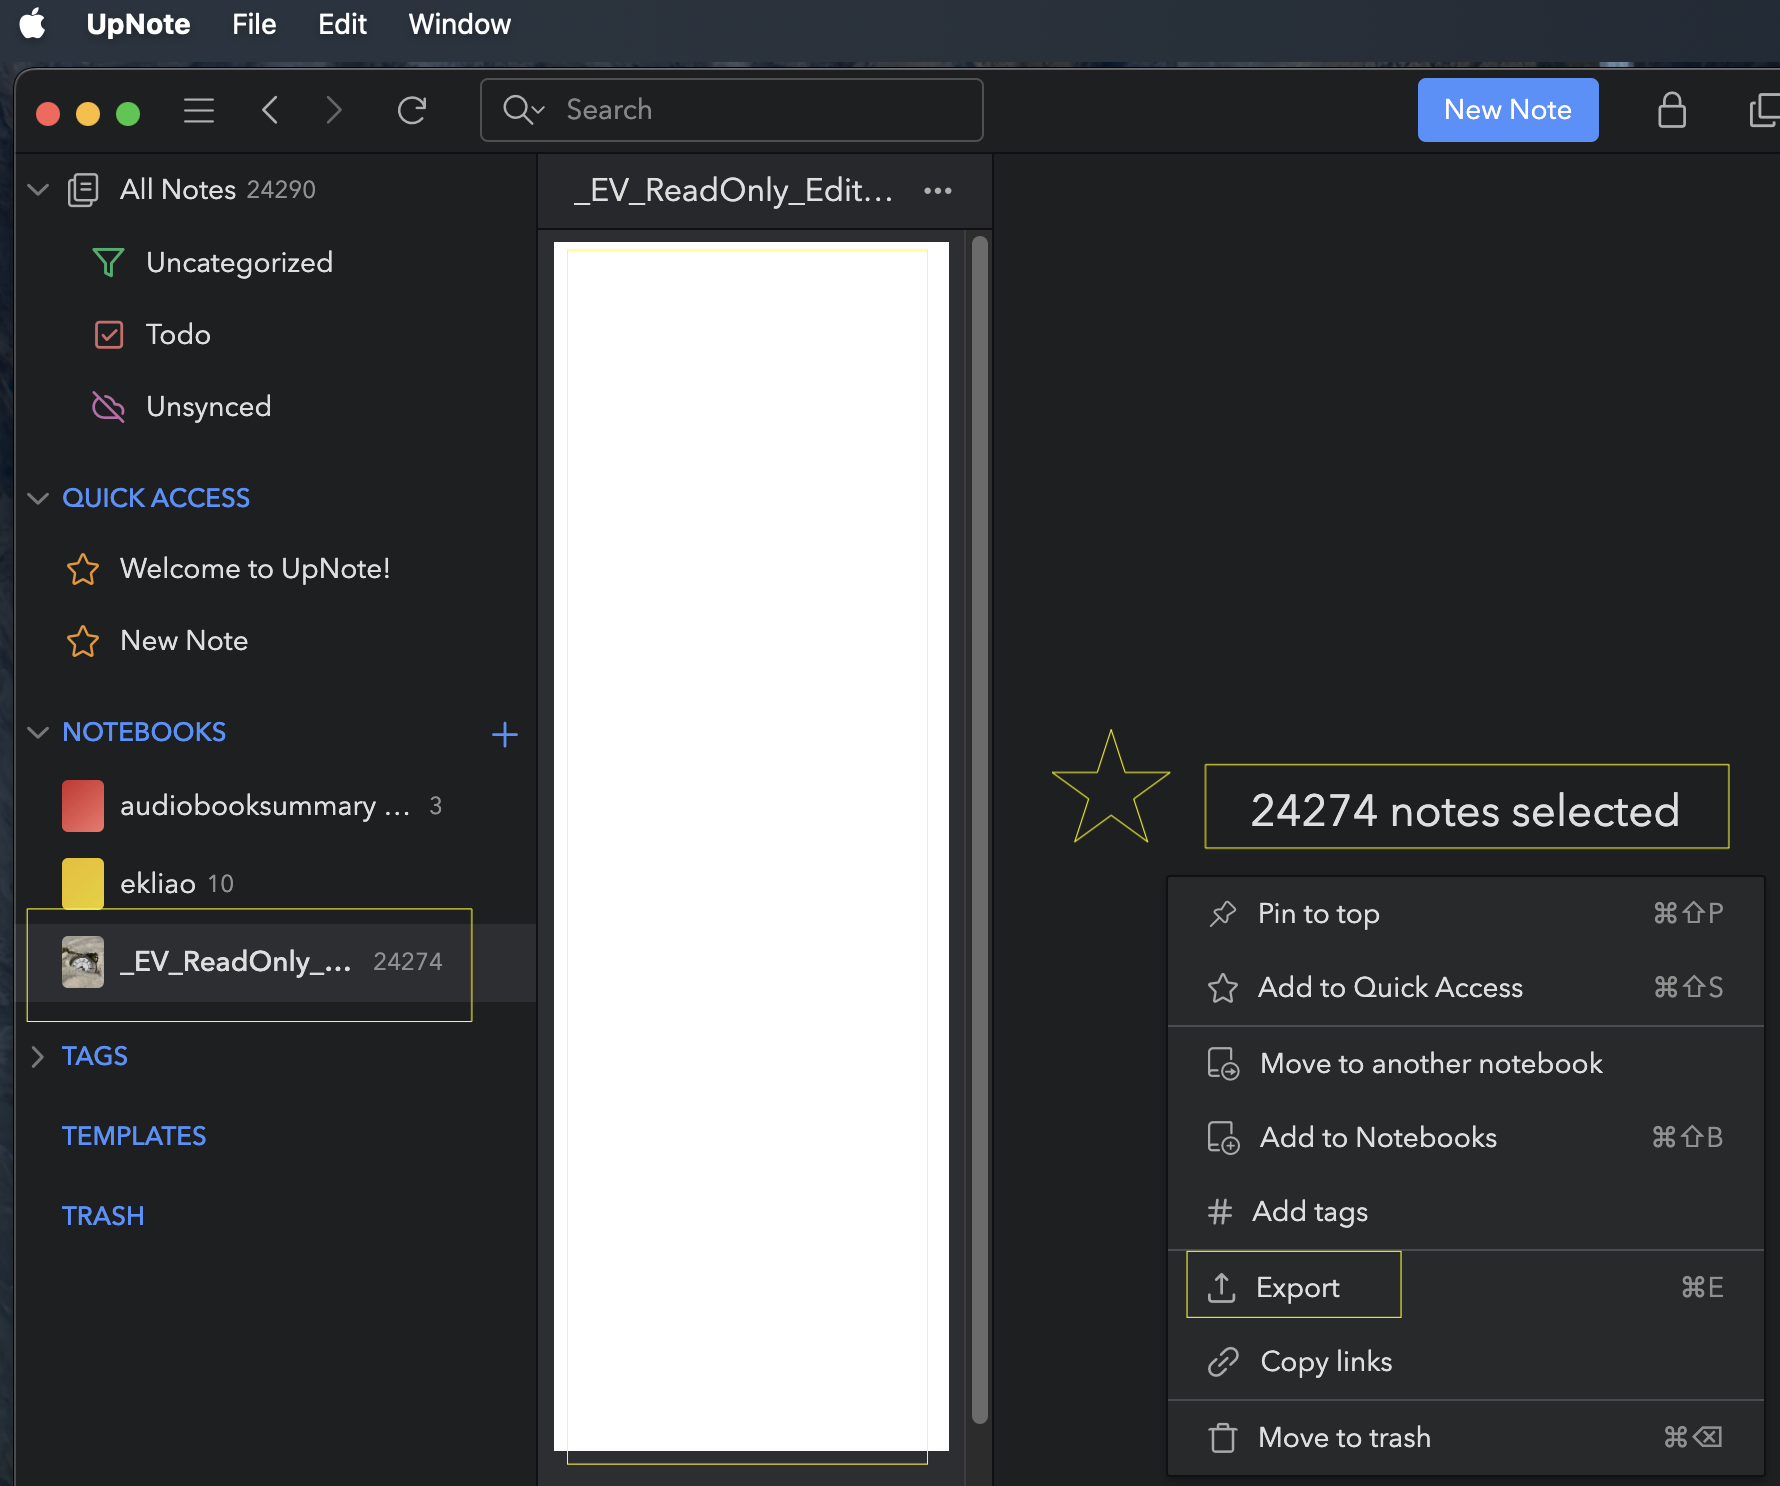 UpNote File Edit Window
Search
New Note
All Notes 24290
Uncategorized
Todo
Unsynced
QUICK ACCESS
Welcome to UpNote!
New Note
NOTEBOOKS
audiobooksummary ... 3
ekliao 10
_EV_ReadOnly_... 24274
TAGS
TEMPLATES
TRASH
_EV_ReadOnly_Edit...
24274 notes selected
Pin to top ⌘⇧P
Add to Quick Access ⌘⇧S
Move to another notebook
Add to Notebooks ⌘⇧B
# Add tags
Export ⌘E
Copy links
Move to trash ⌘⌫